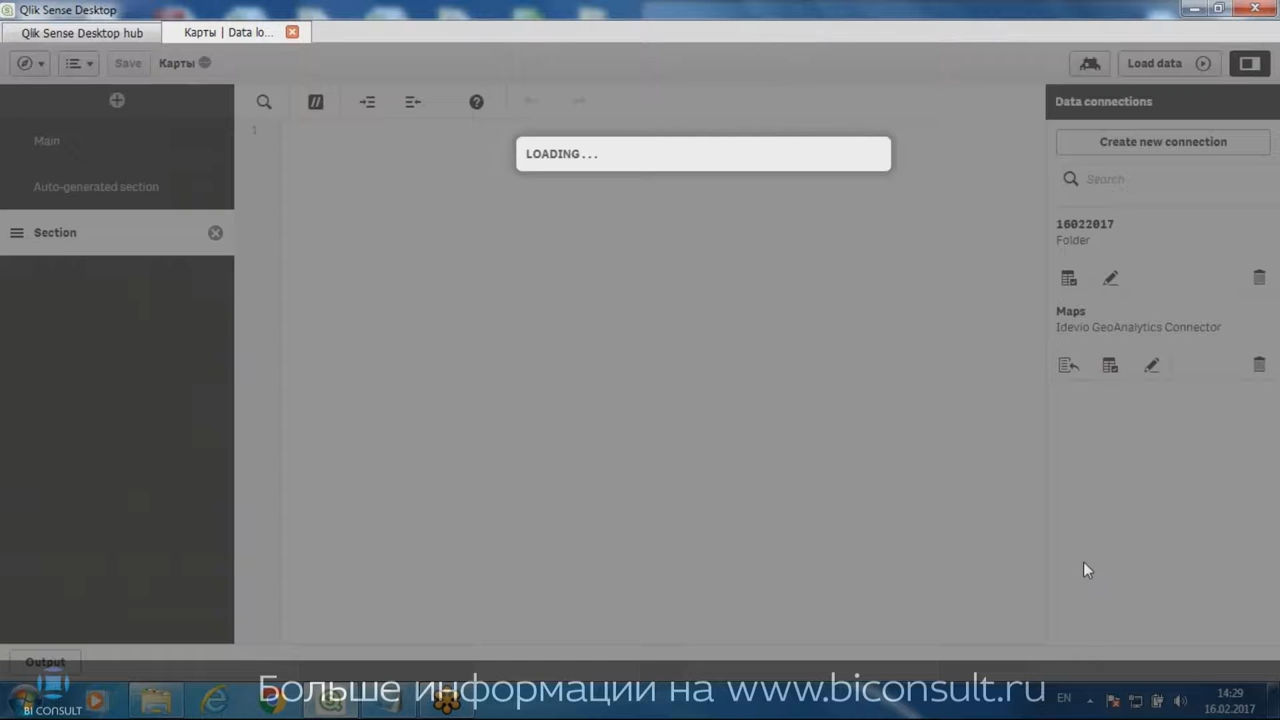 Qlik Sense Desktop
Qlik Sense Desktop hub
Карты | Data lo...
Save
Карты
Load data
Main
Auto-generated section
Section
1
LOADING...
Data connections
Create new connection
Search
16022017
Folder
Maps
Idevio GeoAnalytics Connector
Output
Больше информации на www.biconsult.ru
BI CONSULT
EN
14:29
16.02.2017